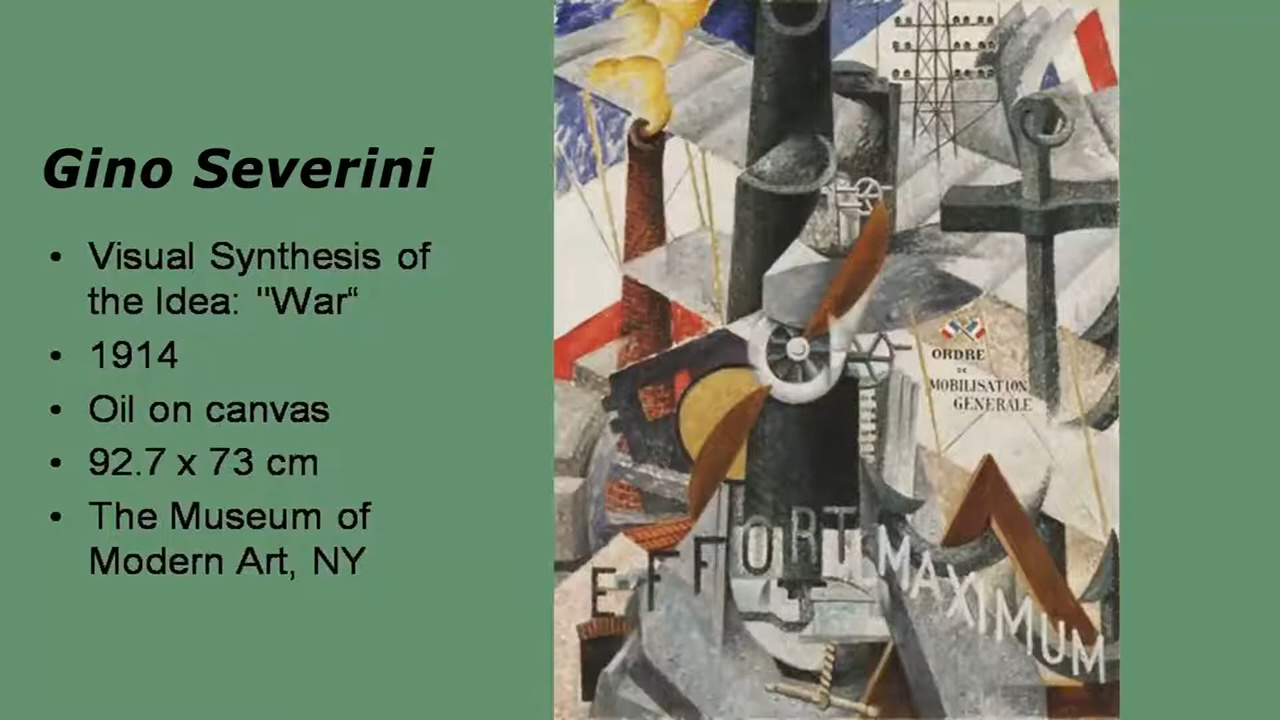 Gino Severini
• Visual Synthesis of
the Idea: "War“
• 1914
• Oil on canvas
• 92.7 x 73 cm
• The Museum of
Modern Art, NY
ORDRE
DE
MOBILISATION
GENERALE
EFFORT MAXIMUM